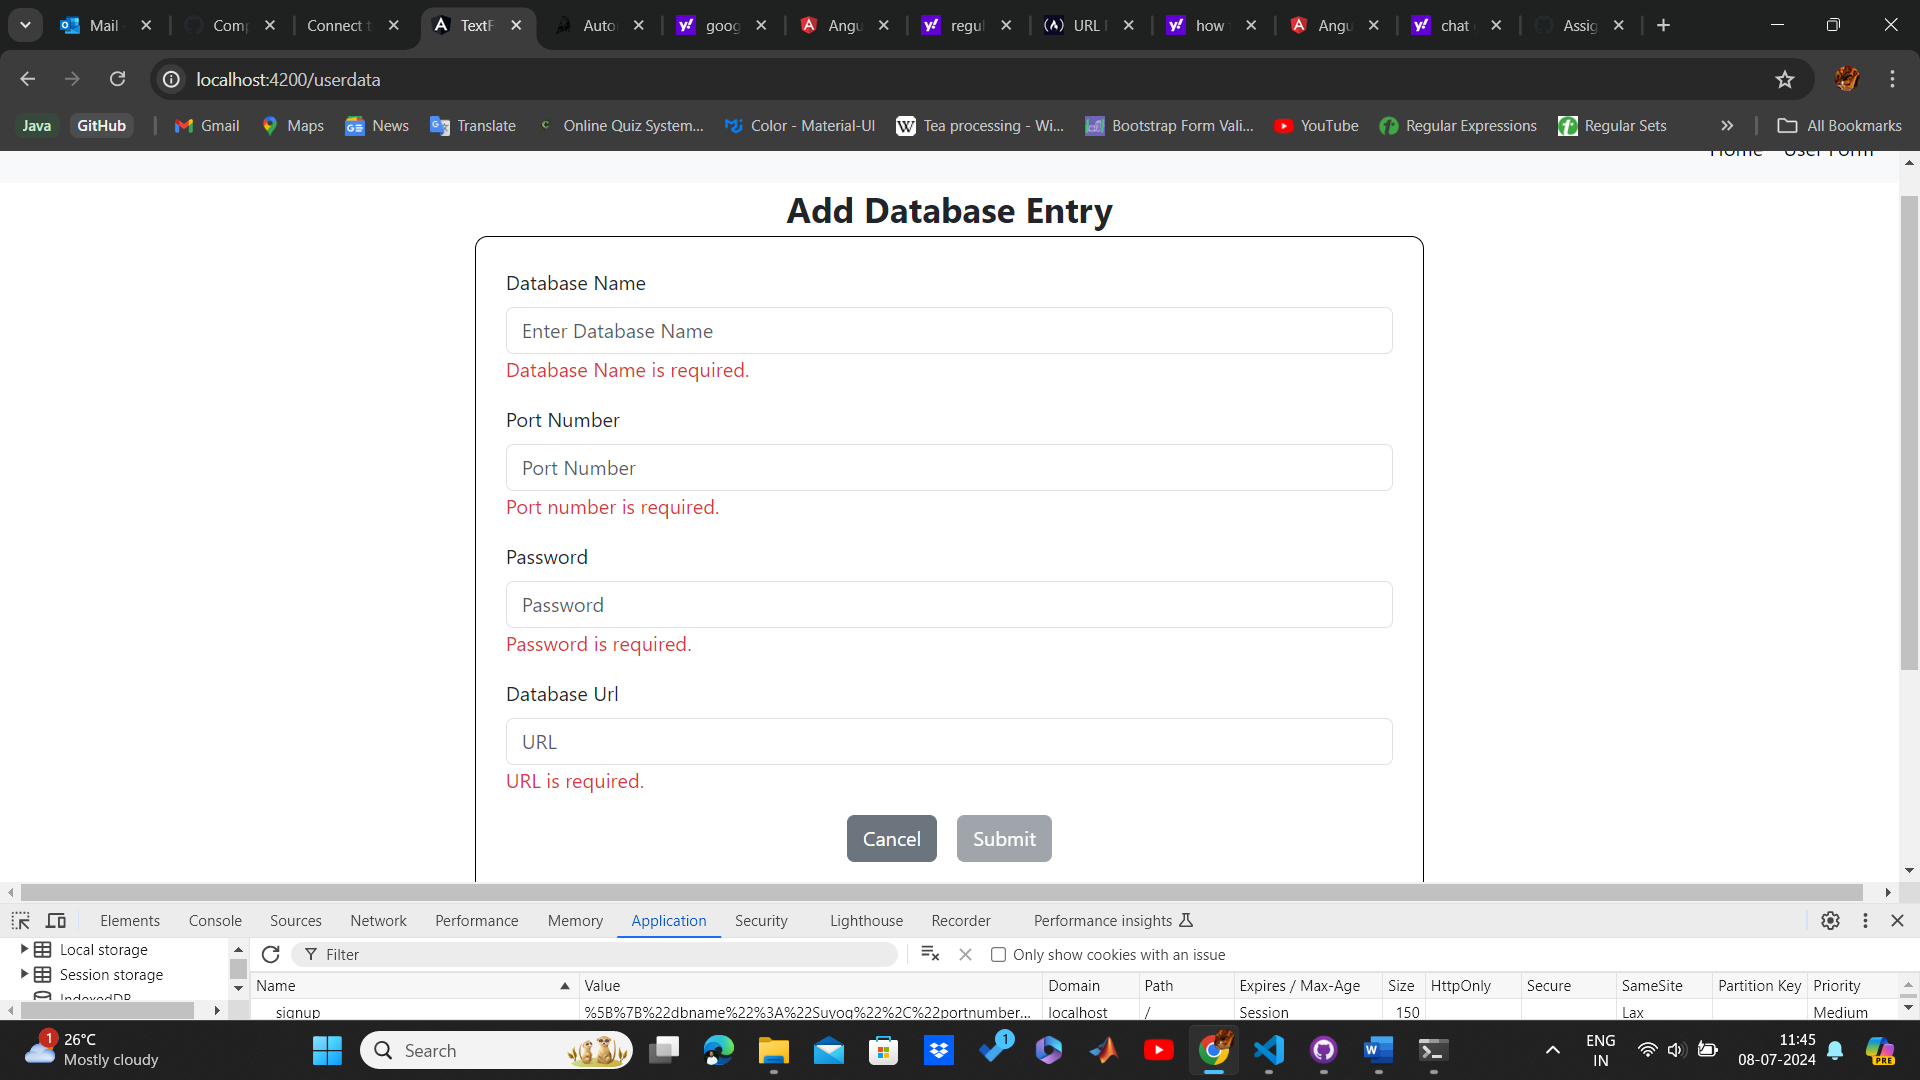 Mail
Comp
Connect t
TextF
Auto
goog
Angu
regul
URL
how
Angu
chat
Assig
localhost:4200/userdata
Java
GitHub
Gmail
Maps
News
Translate
Online Quiz System...
Color - Material-UI
Tea processing - Wi...
Bootstrap Form Vali...
YouTube
Regular Expressions
Regular Sets
All Bookmarks
Home
User Form
Add Database Entry
Database Name
Enter Database Name
Database Name is required.
Port Number
Port Number
Port number is required.
Password
Password
Password is required.
Database Url
URL
URL is required.
Cancel
Submit
Elements
Console
Sources
Network
Performance
Memory
Application
Security
Lighthouse
Recorder
Performance insights
Local storage
Session storage
IndexedDB
Filter
Only show cookies with an issue
Name
Value
Domain
Path
Expires / Max-Age
Size
HttpOnly
Secure
SameSite
Partition Key
Priority
signup
%5B%7B%22dbname%22%3A%22Suyog%22%2C%22portnumber...
localhost
/
Session
150
Lax
Medium
1
26°C
Mostly cloudy
Search
1
ENG
IN
11:45
08-07-2024
PRE